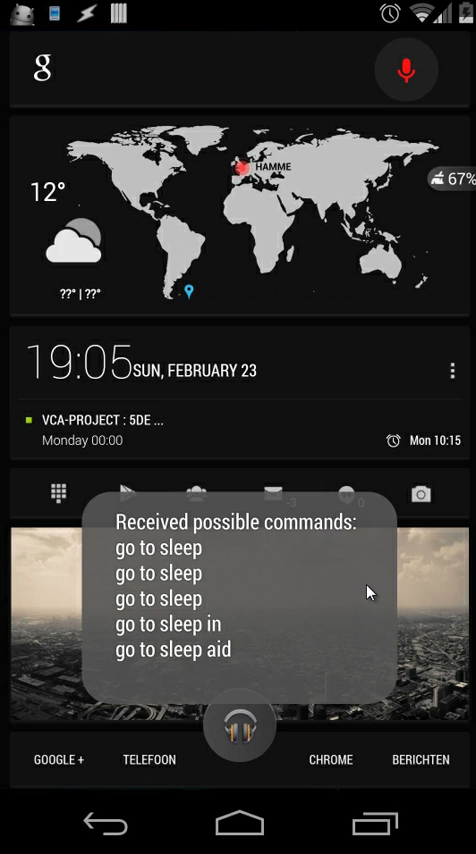 g
HAMME
12°
67%
??° | ??°
19:05 SUN, FEBRUARY 23
VCA-PROJECT : 5DE ...
Monday 00:00
Mon 10:15
-3
0
Received possible commands:
go to sleep
go to sleep
go to sleep
go to sleep in
go to sleep aid
GOOGLE +
TELEFOON
CHROME
BERICHTEN